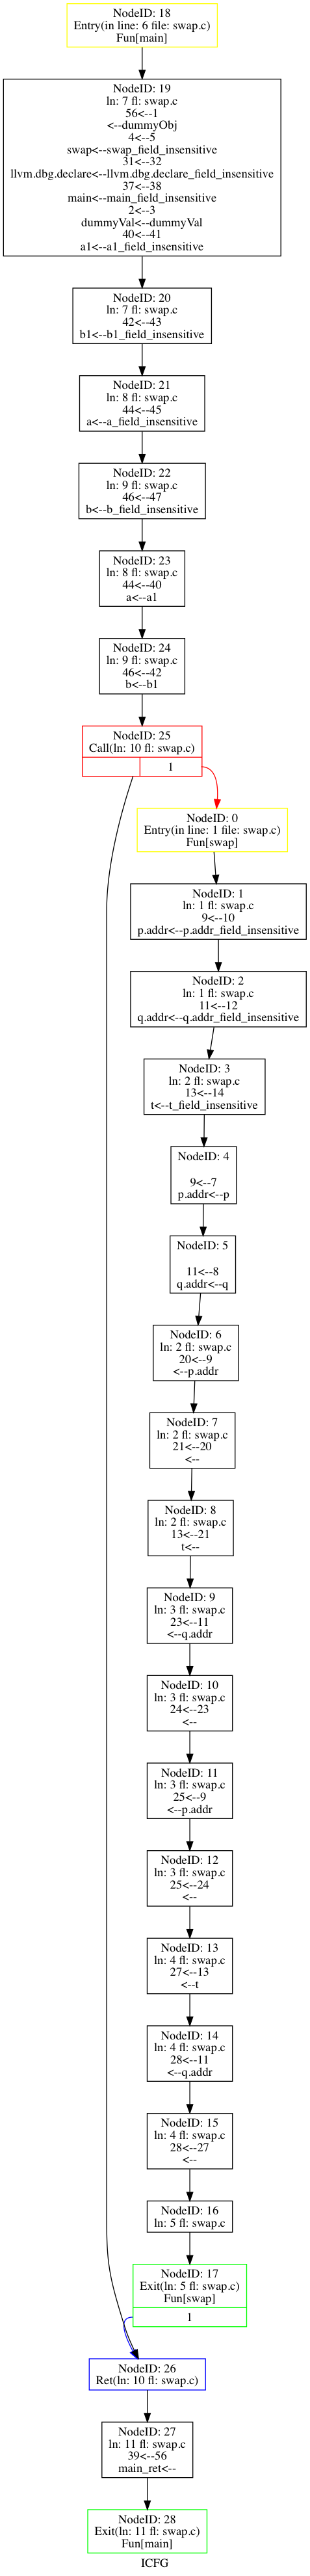 NodeID: 18
Entry(in line: 6 file: swap.c)
Fun[main]
NodeID: 19
ln: 7 fl: swap.c
56<--1
<--dummyObj
4<--5
swap<--swap_field_insensitive
31<--32
llvm.dbg.declare<--llvm.dbg.declare_field_insensitive
37<--38
main<--main_field_insensitive
2<--3
dummyVal<--dummyVal
40<--41
a1<--a1_field_insensitive
NodeID: 20
ln: 7 fl: swap.c
42<--43
b1<--b1_field_insensitive
NodeID: 21
ln: 8 fl: swap.c
44<--45
a<--a_field_insensitive
NodeID: 22
ln: 9 fl: swap.c
46<--47
b<--b_field_insensitive
NodeID: 23
ln: 8 fl: swap.c
44<--40
a<--a1
NodeID: 24
ln: 9 fl: swap.c
46<--42
b<--b1
NodeID: 25
Call(ln: 10 fl: swap.c)
1
NodeID: 0
Entry(in line: 1 file: swap.c)
Fun[swap]
NodeID: 1
ln: 1 fl: swap.c
9<--10
p.addr<--p.addr_field_insensitive
NodeID: 2
ln: 1 fl: swap.c
11<--12
q.addr<--q.addr_field_insensitive
NodeID: 3
ln: 2 fl: swap.c
13<--14
t<--t_field_insensitive
NodeID: 4
9<--7
p.addr<--p
NodeID: 5
11<--8
q.addr<--q
NodeID: 6
ln: 2 fl: swap.c
20<--9
<--p.addr
NodeID: 7
ln: 2 fl: swap.c
21<--20
<--
NodeID: 8
ln: 2 fl: swap.c
13<--21
t<--
NodeID: 9
ln: 3 fl: swap.c
23<--11
<--q.addr
NodeID: 10
ln: 3 fl: swap.c
24<--23
<--
NodeID: 11
ln: 3 fl: swap.c
25<--9
<--p.addr
NodeID: 12
ln: 3 fl: swap.c
25<--24
<--
NodeID: 13
ln: 4 fl: swap.c
27<--13
<--t
NodeID: 14
ln: 4 fl: swap.c
28<--11
<--q.addr
NodeID: 15
ln: 4 fl: swap.c
28<--27
<--
NodeID: 16
ln: 5 fl: swap.c
NodeID: 17
Exit(ln: 5 fl: swap.c)
Fun[swap]
1
NodeID: 26
Ret(ln: 10 fl: swap.c)
NodeID: 27
ln: 11 fl: swap.c
39<--56
main_ret<--
NodeID: 28
Exit(ln: 11 fl: swap.c)
Fun[main]
ICFG